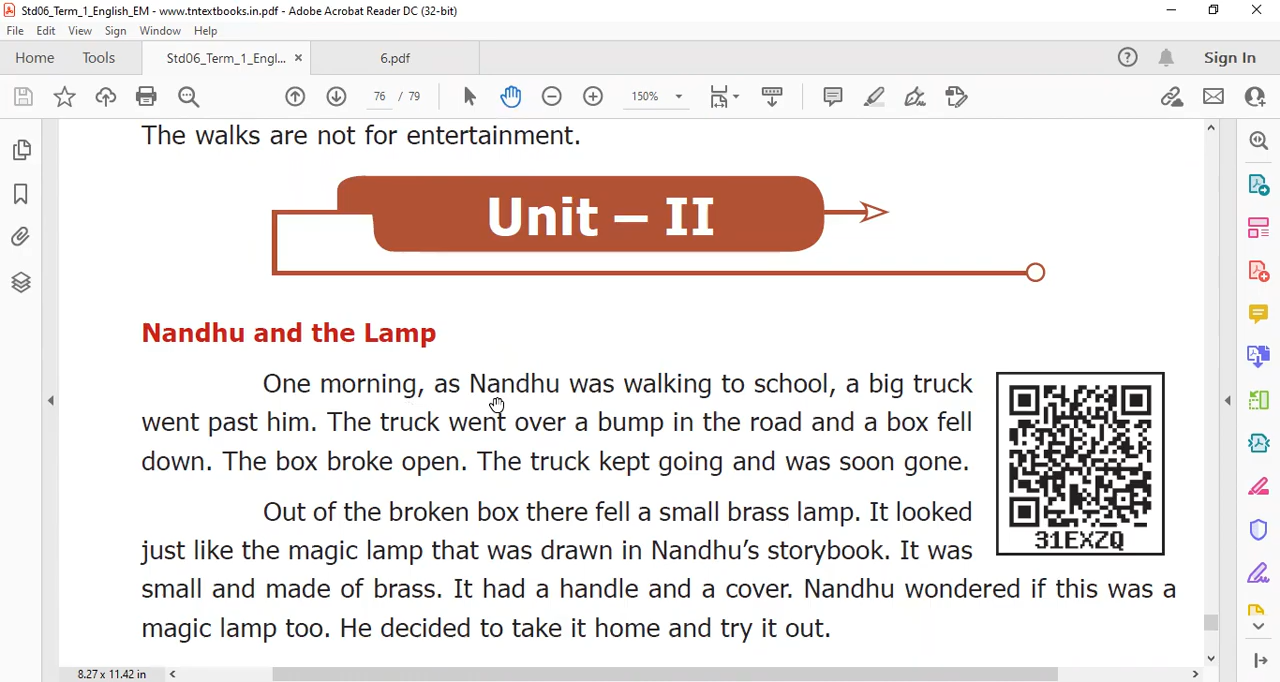 Std06_Term_1_English_EM - www.tntextbooks.in.pdf - Adobe Acrobat Reader DC (32-bit)
File Edit View Sign Window Help
Home Tools Std06_Term_1_Engl... × 6.pdf Sign In
76 / 79 150%
The walks are not for entertainment.
Unit – II
Nandhu and the Lamp
One morning, as Nandhu was walking to school, a big truck
went past him. The truck went over a bump in the road and a box fell
down. The box broke open. The truck kept going and was soon gone.
Out of the broken box there fell a small brass lamp. It looked
just like the magic lamp that was drawn in Nandhu’s storybook. It was
small and made of brass. It had a handle and a cover. Nandhu wondered if this was a
magic lamp too. He decided to take it home and try it out.
31EXZQ
8.27 x 11.42 in